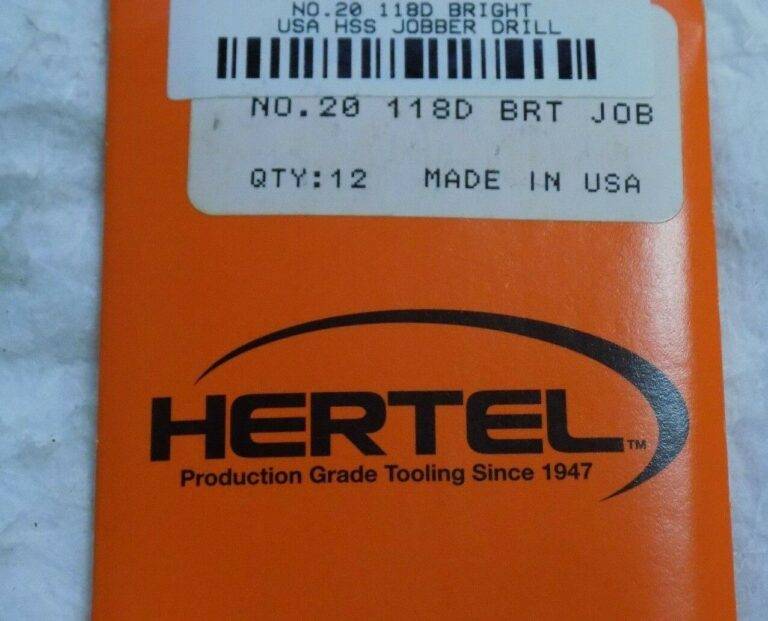 NO.20 118D BRIGHT
USA HSS JOBBER DRILL
NO.20 118D BRT JOB
QTY:12 MADE IN USA
HERTEL™
Production Grade Tooling Since 1947